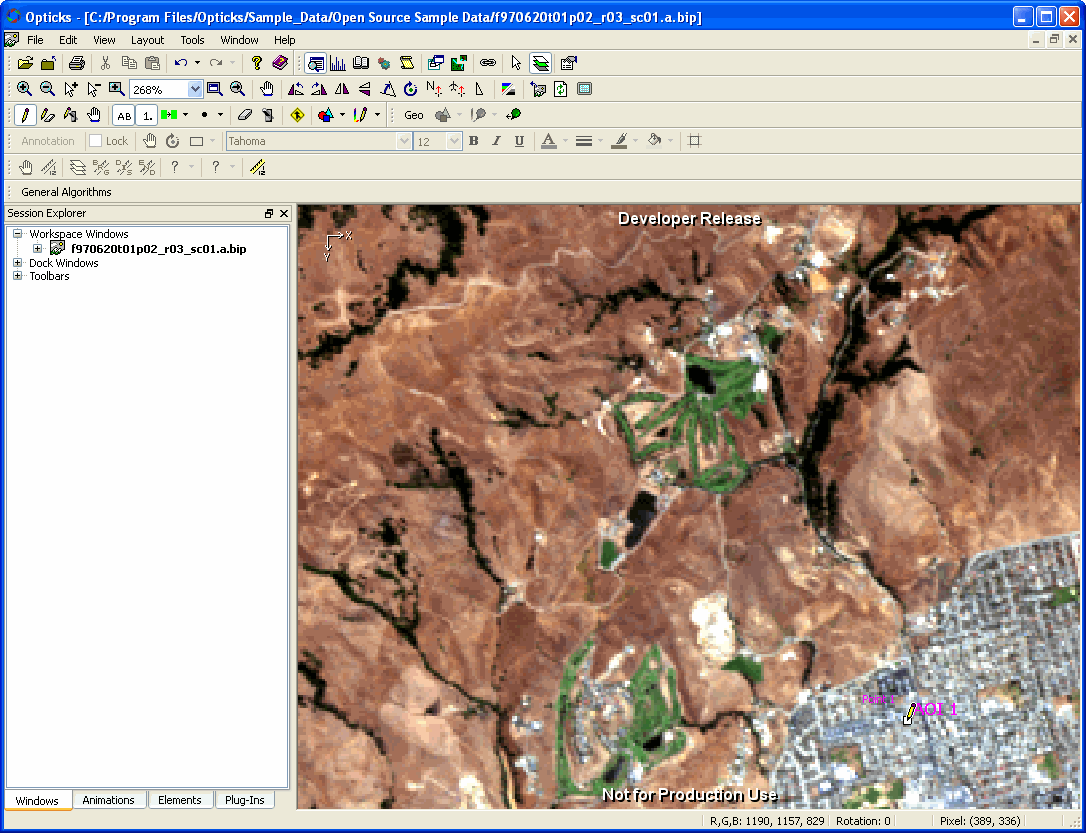 Opticks - [C:/Program Files/Opticks/Sample_Data/Open Source Sample Data/f970620t01p02_r03_sc01.a.bip]
File Edit View Layout Tools Window Help
268%
AB 1. Geo
Annotation Lock Tahoma 12 B I U A
General Algorithms
Session Explorer
Workspace Windows
f970620t01p02_r03_sc01.a.bip
Dock Windows
Toolbars
Developer Release
X
Y
AOI 1
Not for Production Use
Windows Animations Elements Plug-Ins
R,G,B: 1190, 1157, 829 Rotation: 0 Pixel: (389, 336)